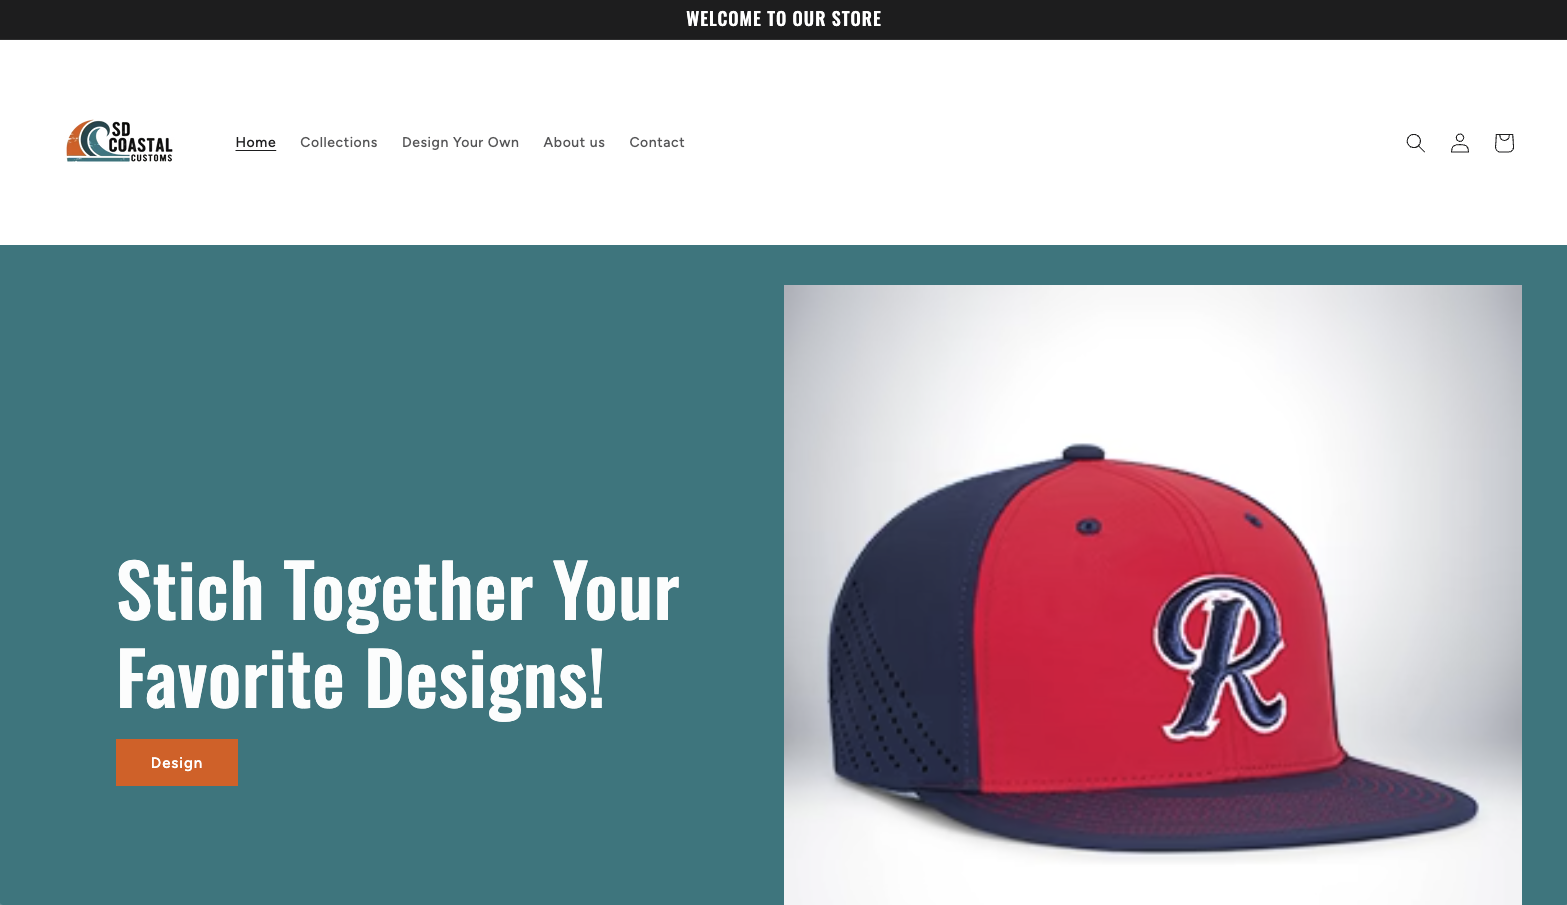 WELCOME TO OUR STORE
SD
COASTAL
CUSTOMS
Home Collections Design Your Own About us Contact
Stich Together Your
Favorite Designs!
Design
R